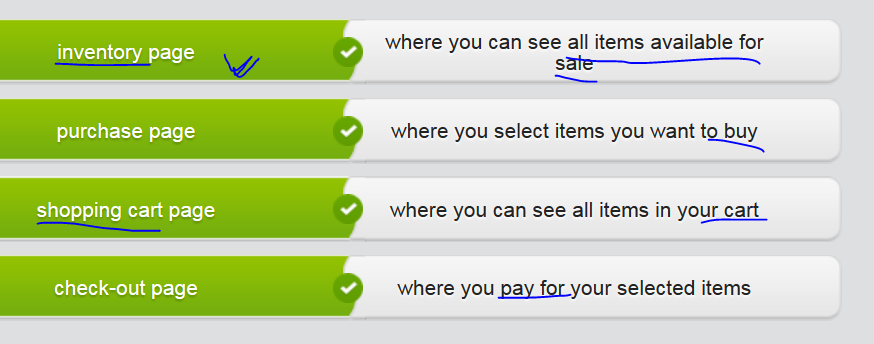 inventory page
where you can see all items available for
sale
purchase page
where you select items you want to buy
shopping cart page
where you can see all items in your cart
check-out page
where you pay for your selected items